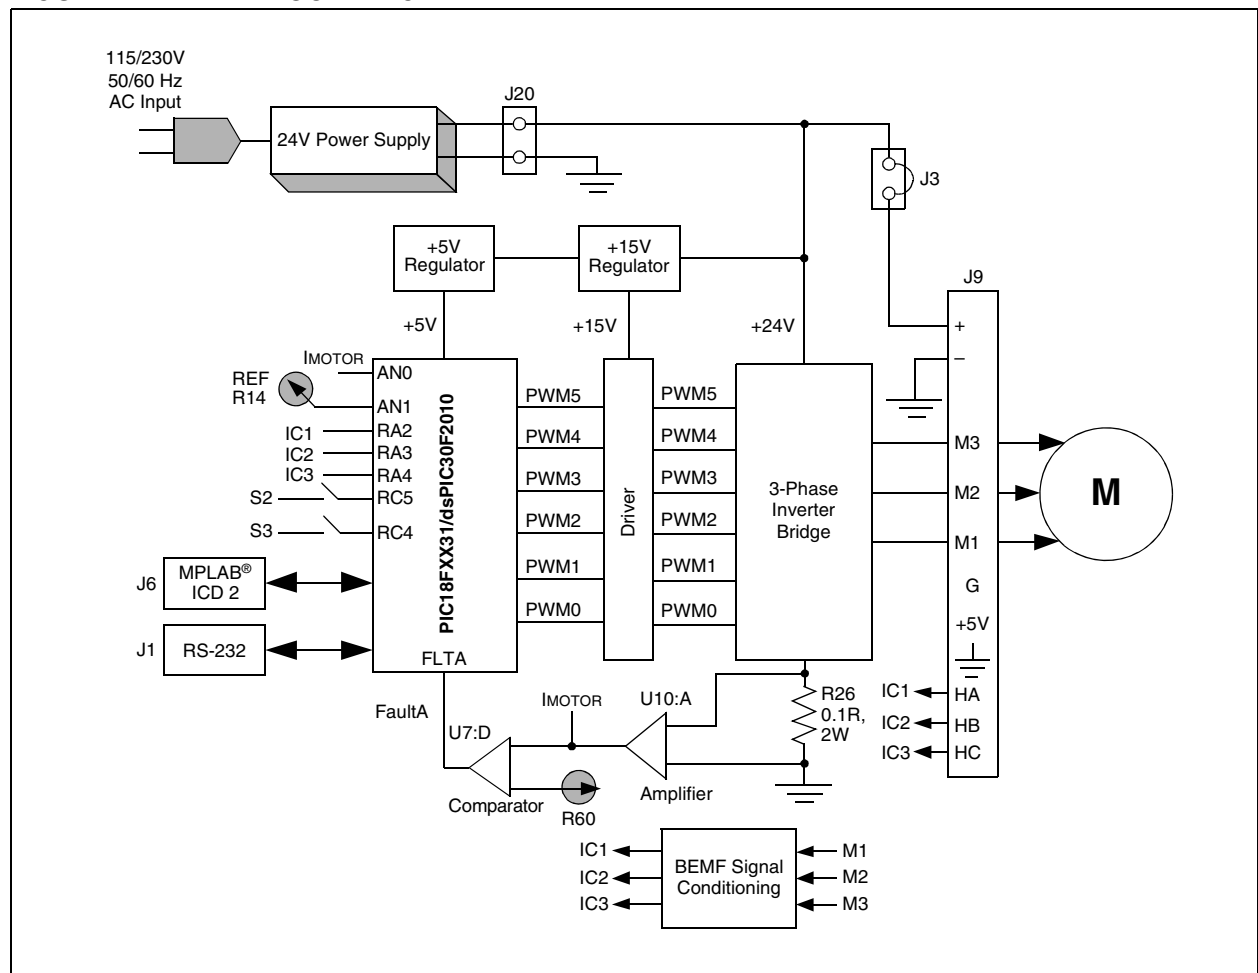 115/230V
50/60 Hz
AC Input
24V Power Supply
J20
J3
+5V
Regulator
+15V
Regulator
J9
+5V
+15V
+24V
+
–
IMOTOR
REF
R14
IC1
IC2
IC3
S2
S3
AN0
AN1
RA2
RA3
RA4
RC5
RC4
PIC18FXX31/dsPIC30F2010
FLTA
J6
MPLAB®
ICD 2
J1
RS-232
PWM5
PWM4
PWM3
PWM2
PWM1
PWM0
Driver
PWM5
PWM4
PWM3
PWM2
PWM1
PWM0
3-Phase
Inverter
Bridge
M3
M2
M1
G
+5V
HA
HB
HC
M
IC1
IC2
IC3
FaultA
U7:D
Comparator
IMOTOR
R60
U10:A
Amplifier
R26
0.1R,
2W
IC1
IC2
IC3
BEMF Signal
Conditioning
M1
M2
M3